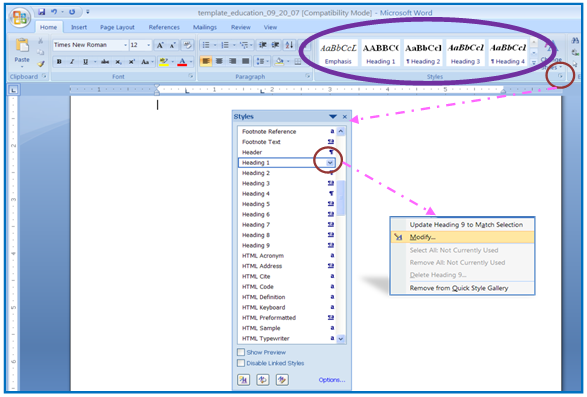 template_education_09_20_07 [Compatibility Mode] - Microsoft Word
Home Insert Page Layout References Mailings Review View
Times New Roman 12
Paste
AaBbCcL AABBCC AaBbCcI AaBbCcI AaBbCcI
Emphasis Heading 1 ¶ Heading 2 Heading 3 ¶ Heading 4
Clipboard Font Paragraph Styles
Styles
Footnote Reference a
Footnote Text
Header ¶
Heading 1
Heading 2 ¶
Heading 3
Heading 4 ¶
Heading 5
Heading 6
Heading 7
Heading 8
Heading 9
HTML Acronym a
HTML Address
HTML Cite a
HTML Code a
HTML Definition a
HTML Keyboard a
HTML Preformatted
HTML Sample a
HTML Typewriter a
Show Preview
Disable Linked Styles
Options...
Update Heading 9 to Match Selection
Modify...
Select All: Not Currently Used
Remove All: Not Currently Used
Delete Heading 9...
Remove from Quick Style Gallery